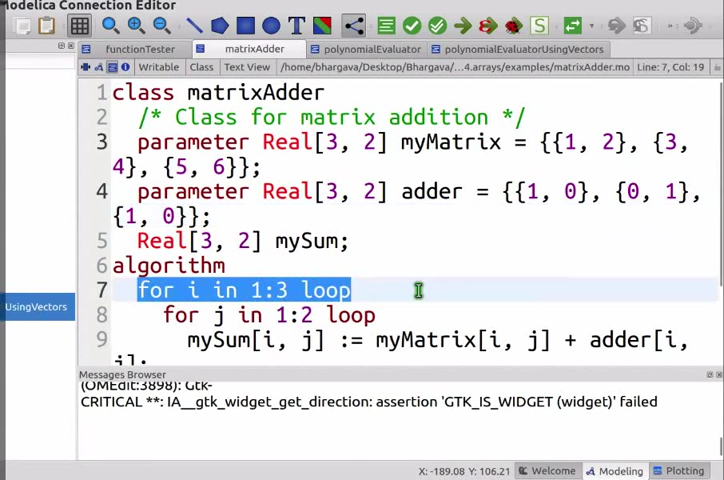 Modelica Connection Editor
T
S
functionTester
matrixAdder
polynomialEvaluator
polynomialEvaluatorUsingVectors
Writable Class Text View /home/bhargava/Desktop/Bhargava/...4.arrays/examples/matrixAdder.mo Line: 7, Col: 19
1 class matrixAdder
2 /* Class for matrix addition */
3 parameter Real[3, 2] myMatrix = {{1, 2}, {3,
4}, {5, 6}};
4 parameter Real[3, 2] adder = {{1, 0}, {0, 1},
{1, 0}};
5 Real[3, 2] mySum;
6 algorithm
7 for i in 1:3 loop
UsingVectors
8 for j in 1:2 loop
9 mySum[i, j] := myMatrix[i, j] + adder[i,
j];
Messages Browser
(OMEdit:3898): Gtk-
CRITICAL **: IA__gtk_widget_get_direction: assertion 'GTK_IS_WIDGET (widget)' failed
X: -189.08 Y: 106.21 Welcome Modeling Plotting